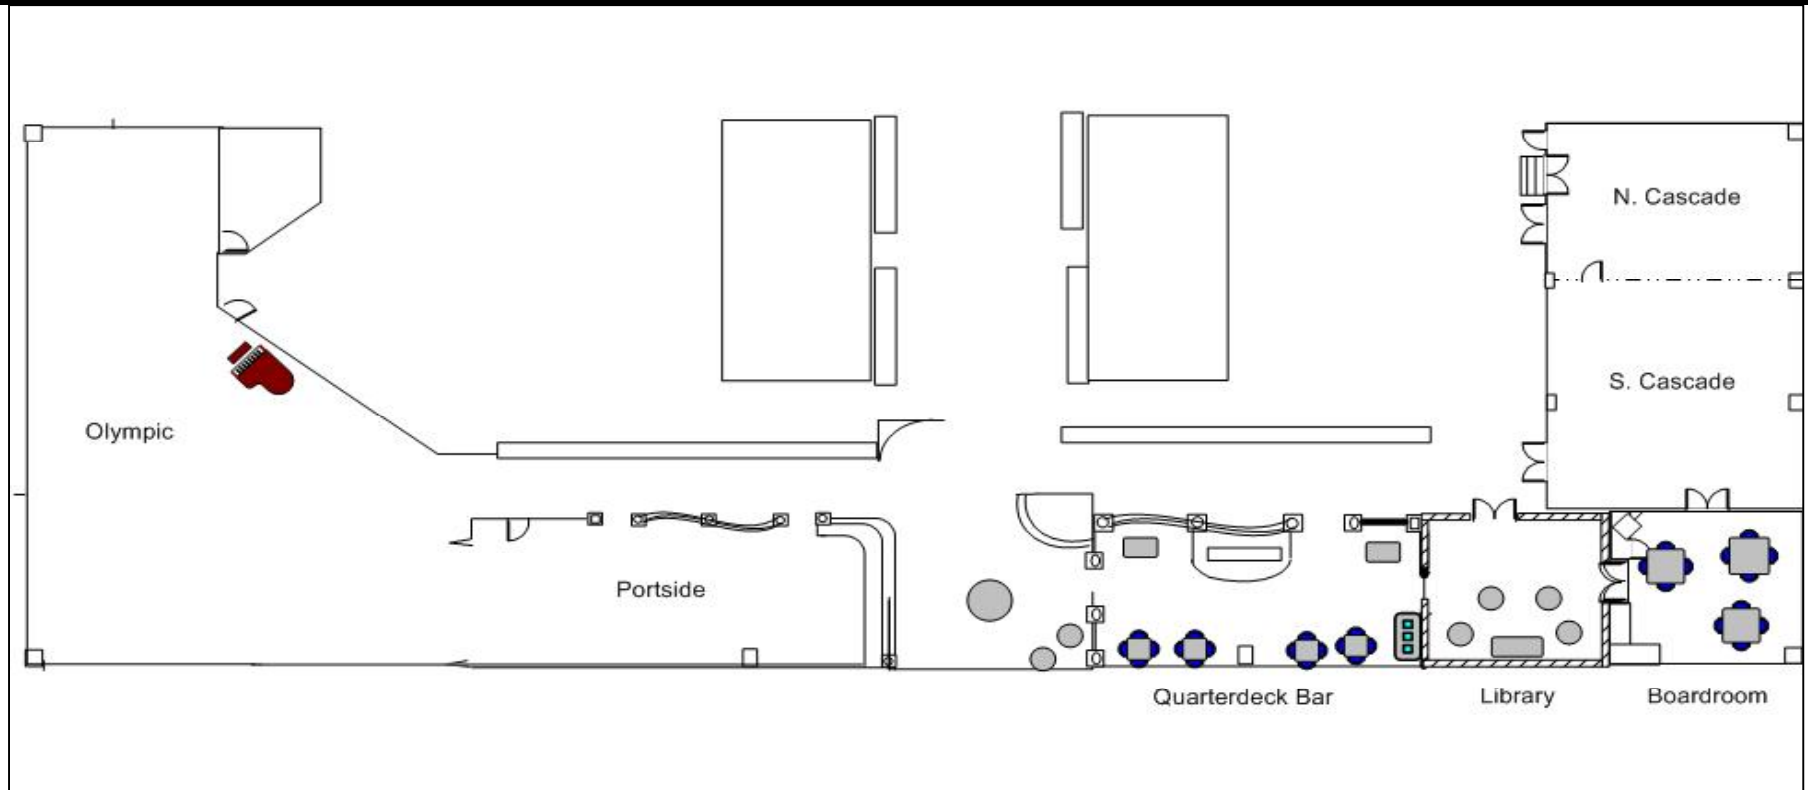 N. Cascade
S. Cascade
Olympic
Portside
Quarterdeck Bar
Library
Boardroom